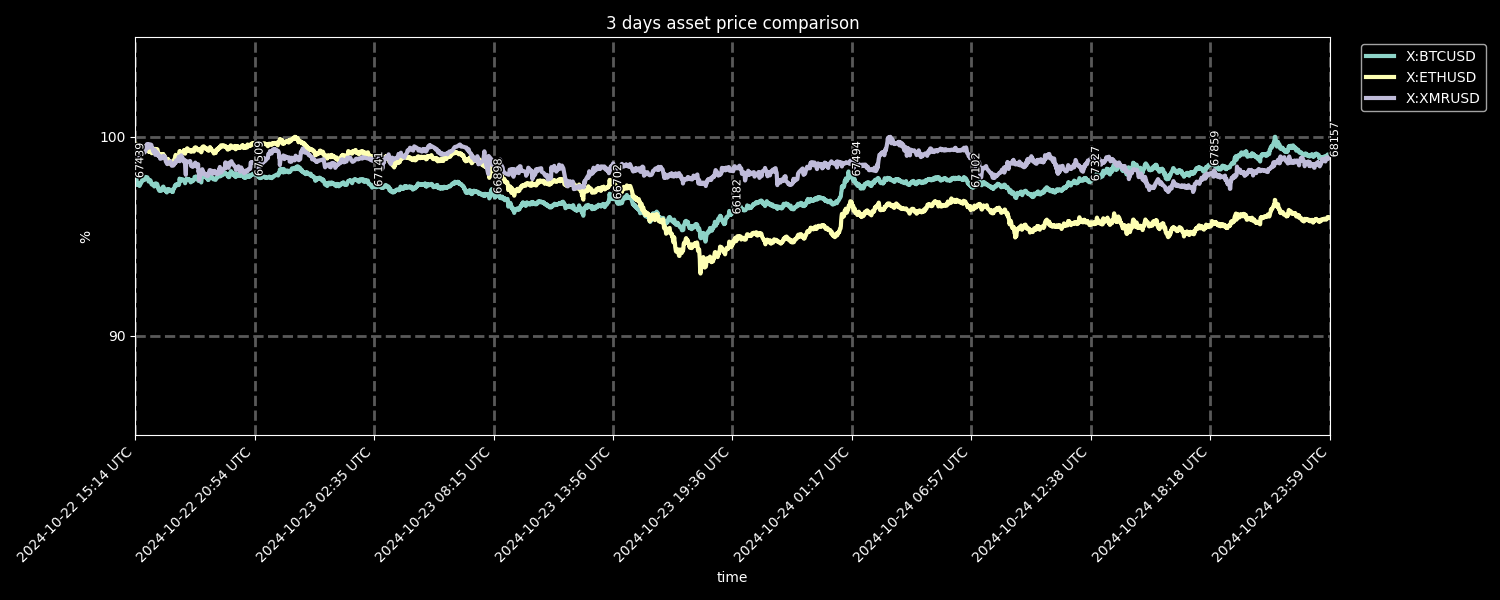 3 days asset price comparison
X:BTCUSD
X:ETHUSD
X:XMRUSD
100
90
%
67439
67509
67141
66898
66702
66182
67494
67102
67327
67859
68157
2024-10-22 15:14 UTC
2024-10-22 20:54 UTC
2024-10-23 02:35 UTC
2024-10-23 08:15 UTC
2024-10-23 13:56 UTC
2024-10-23 19:36 UTC
2024-10-24 01:17 UTC
2024-10-24 06:57 UTC
2024-10-24 12:38 UTC
2024-10-24 18:18 UTC
2024-10-24 23:59 UTC
time